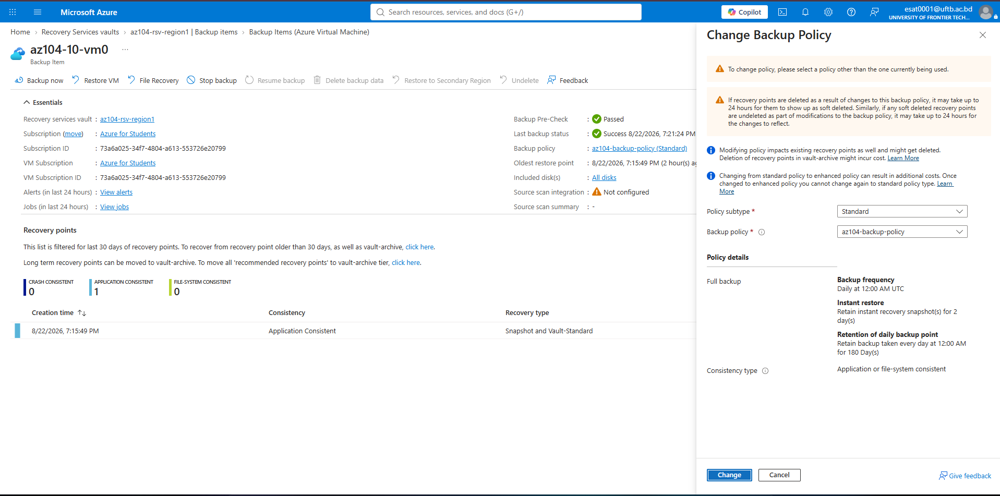 Microsoft Azure
Search resources, services, and docs (G+/)
Copilot
esat0001@uftb.ac.bd
UNIVERSITY OF FRONTIER TECH...
Home > Recovery Services vaults > az104-rsv-region1 | Backup items > Backup Items (Azure Virtual Machine)
az104-10-vm0 ...
Backup Item
Backup now Restore VM File Recovery Stop backup Resume backup Delete backup data Restore to Secondary Region Undelete Feedback
Essentials
Recovery services vault : az104-rsv-region1
Subscription (move) : Azure for Students
Subscription ID : 73a6a025-34f7-4804-a613-553726e20799
VM Subscription : Azure for Students
VM Subscription ID : 73a6a025-34f7-4804-a613-553726e20799
Alerts (in last 24 hours) : View alerts
Jobs (in last 24 hours) : View jobs
Backup Pre-Check : Passed
Last backup status : Success 8/22/2026, 7:21:24 PM
Backup policy : az104-backup-policy (Standard)
Oldest restore point : 8/22/2026, 7:15:49 PM (2 hour(s) ag
Included disk(s) : All disks
Source scan integration : Not configured
Source scan summary : -
Recovery points
This list is filtered for last 30 days of recovery points. To recover from recovery point older than 30 days, as well as vault-archive, click here.
Long term recovery points can be moved to vault-archive. To move all 'recommended recovery points' to vault-archive tier, click here.
CRASH CONSISTENT
0
APPLICATION CONSISTENT
1
FILE-SYSTEM CONSISTENT
0
Creation time Consistency Recovery type
8/22/2026, 7:15:49 PM Application Consistent Snapshot and Vault-Standard
Change Backup Policy
To change policy, please select a policy other than the one currently being used.
If recovery points are deleted as a result of changes to this backup policy, it may take up to
24 hours for them to show up as soft deleted. Similarly, if any soft deleted recovery points
are undeleted as part of modifications to the backup policy, it may take up to 24 hours for
the changes to reflect.
Modifying policy impacts existing recovery points as well and might get deleted.
Deletion of recovery points in vault-archive might incur cost. Learn More
Changing from standard policy to enhanced policy can result in additional costs. Once
changed to enhanced policy you cannot change again to standard policy type. Learn
More
Policy subtype * Standard
Backup policy * az104-backup-policy
Policy details
Full backup
Backup frequency
Daily at 12:00 AM UTC
Instant restore
Retain instant recovery snapshot(s) for 2
day(s)
Retention of daily backup point
Retain backup taken every day at 12:00 AM
for 180 Day(s)
Consistency type Application or file-system consistent
Change Cancel Give feedback